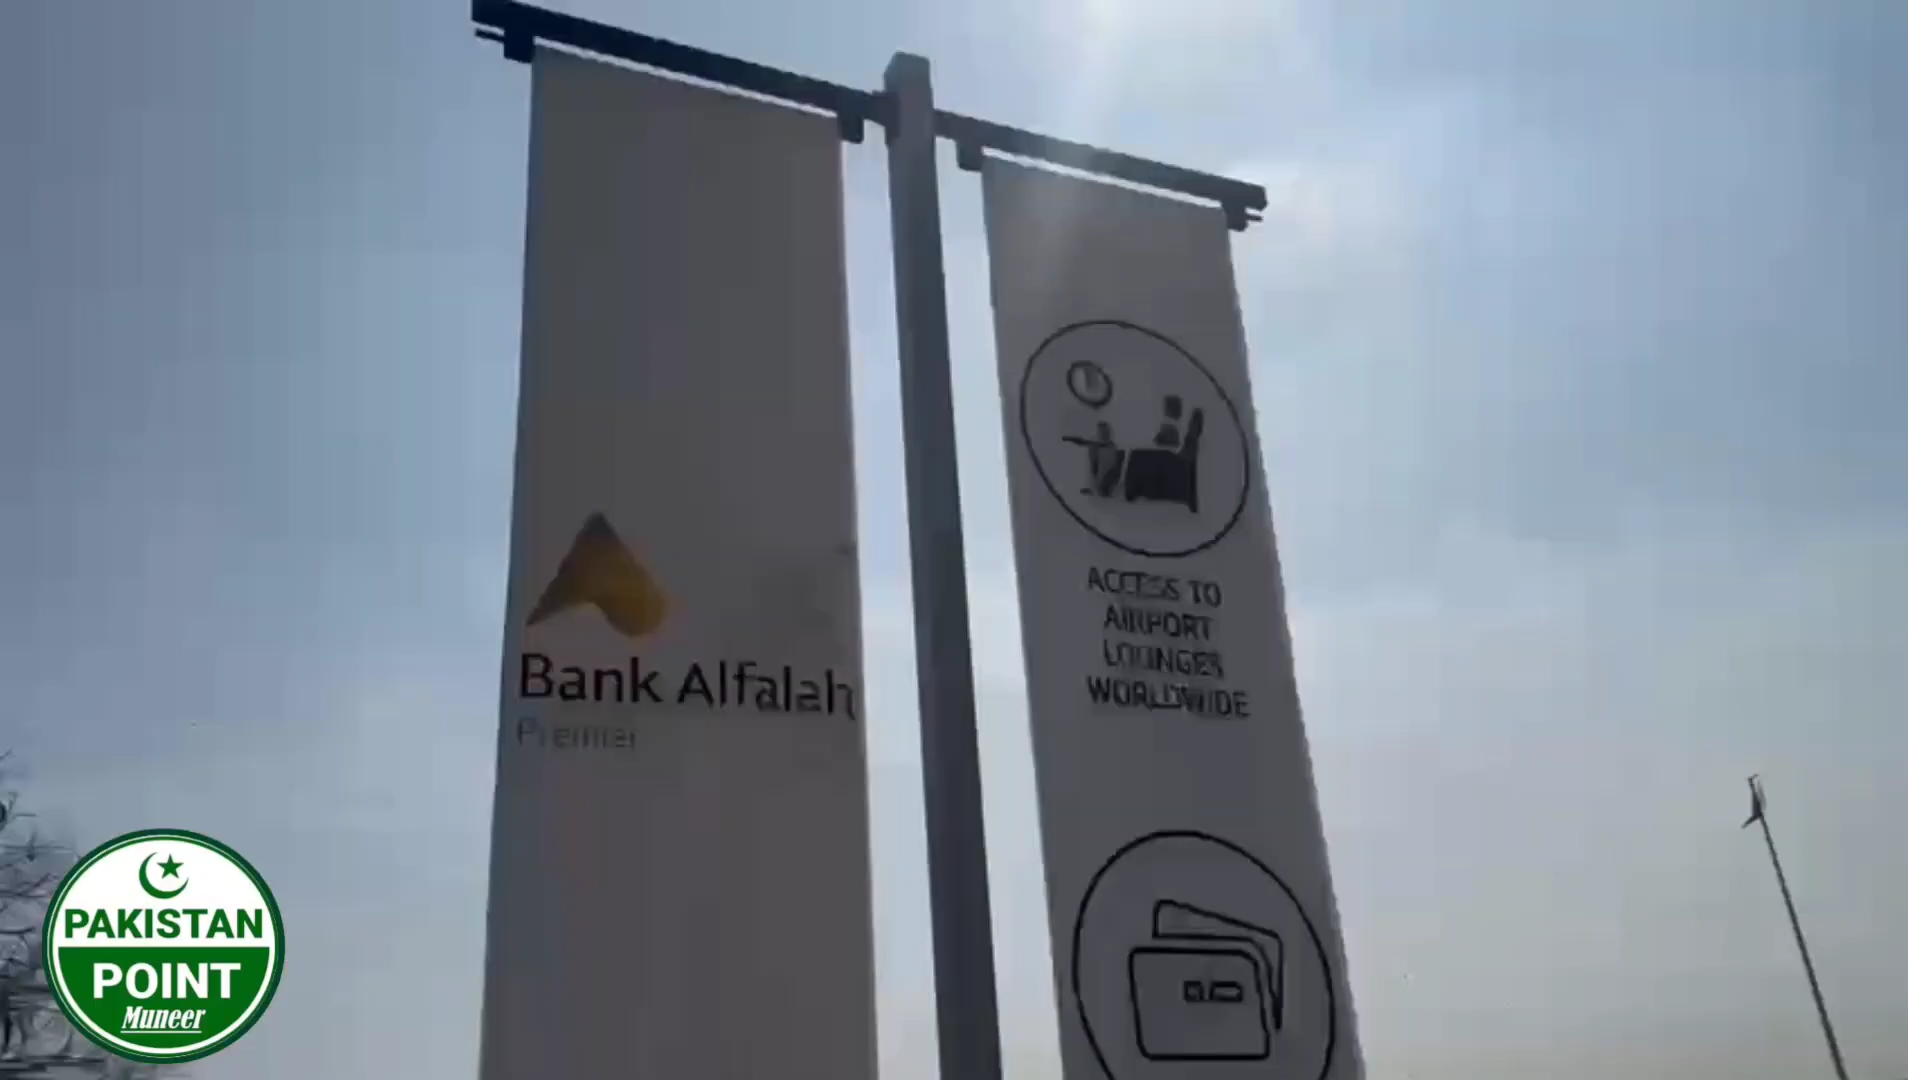 Bank Alfalah
Premier
ACCESS TO
AIRPORT
LOUNGES
WORLDWIDE
PAKISTAN
POINT
Muneer